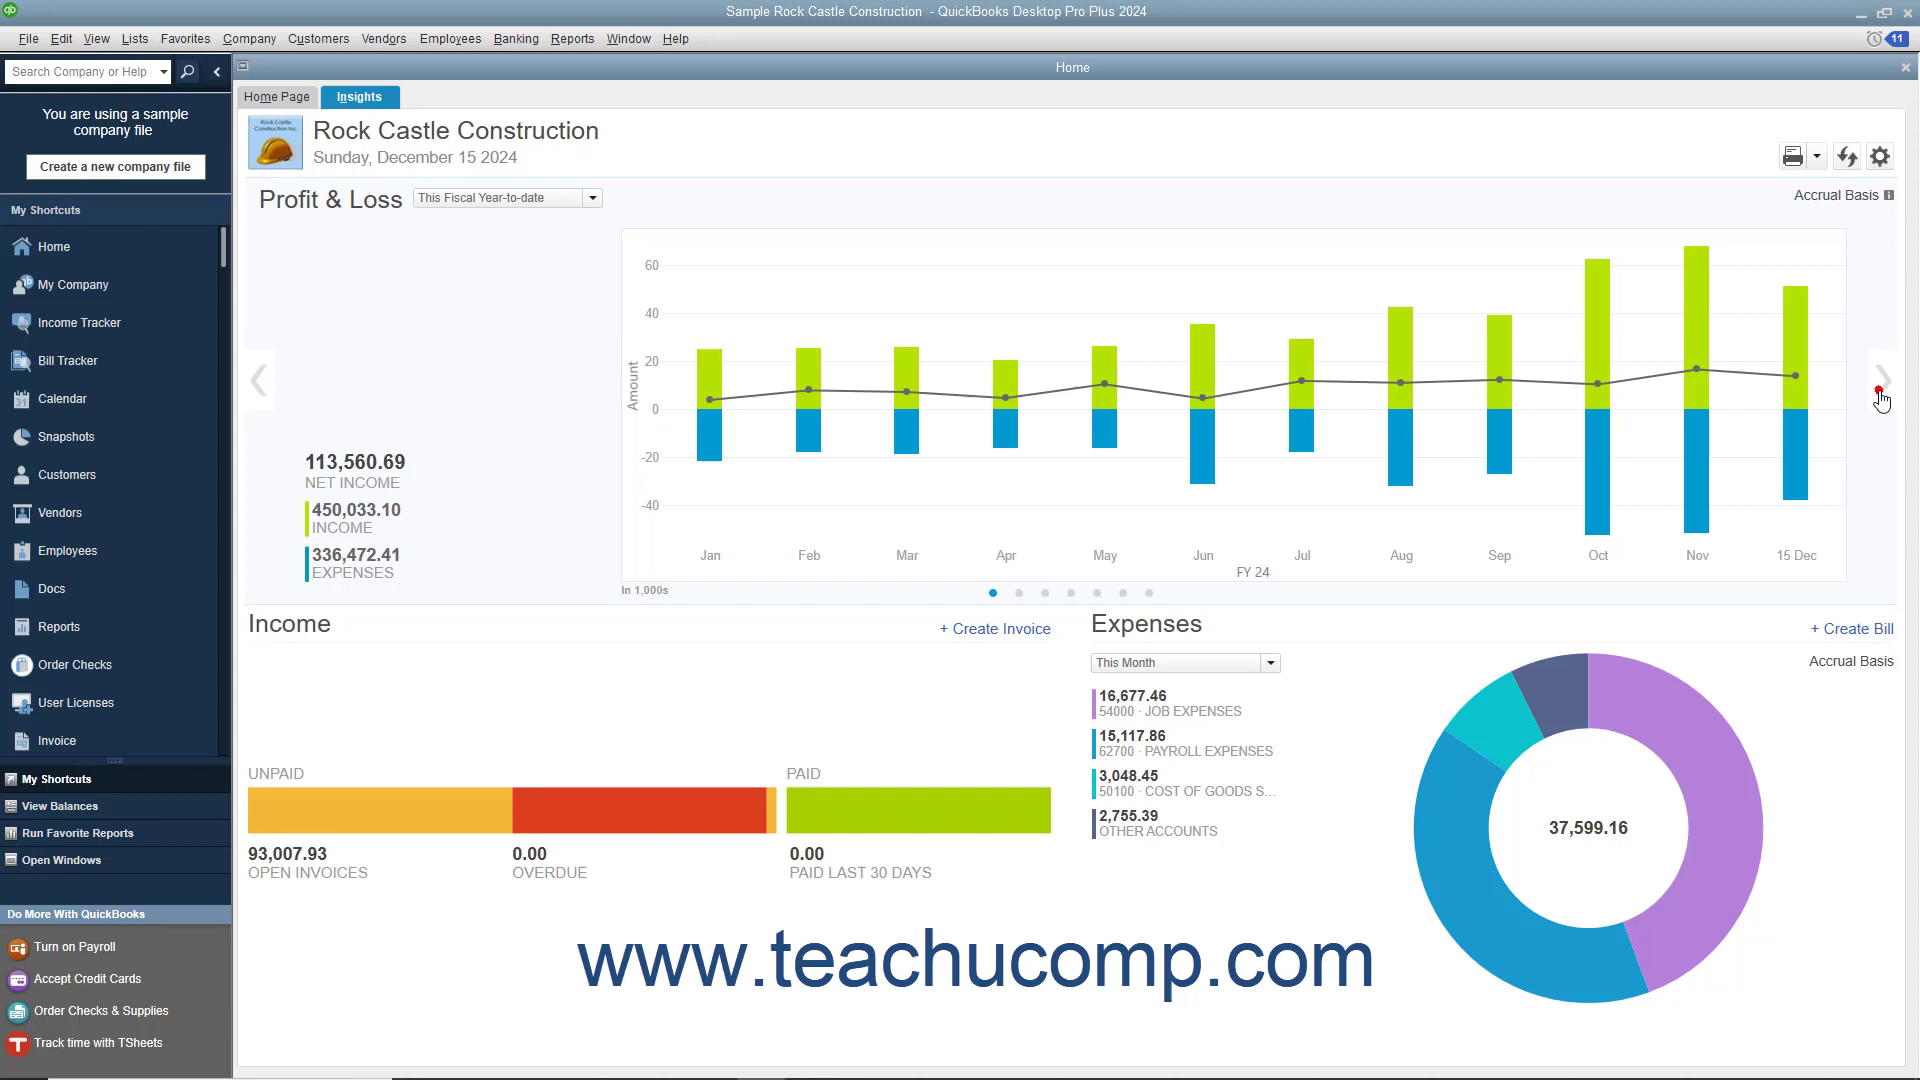 Sample Rock Castle Construction - QuickBooks Desktop Pro Plus 2024
File Edit View Lists Favorites Company Customers Vendors Employees Banking Reports Window Help
11
Search Company or Help
Home
You are using a sample
company file
Create a new company file
My Shortcuts
Home
My Company
Income Tracker
Bill Tracker
Calendar
Snapshots
Customers
Vendors
Employees
Docs
Reports
Order Checks
User Licenses
Invoice
My Shortcuts
View Balances
Run Favorite Reports
Open Windows
Do More With QuickBooks
Turn on Payroll
Accept Credit Cards
Order Checks & Supplies
Track time with TSheets
Home Page
Insights
Rock Castle
Construction Inc.
Rock Castle Construction
Sunday, December 15 2024
Profit & Loss
This Fiscal Year-to-date
Accrual Basis
113,560.69
NET INCOME
450,033.10
INCOME
336,472.41
EXPENSES
Amount
60
40
20
0
-20
-40
Jan Feb Mar Apr May Jun Jul Aug Sep Oct Nov 15 Dec
FY 24
In 1,000s
Income
+ Create Invoice
UNPAID
PAID
93,007.93
OPEN INVOICES
0.00
OVERDUE
0.00
PAID LAST 30 DAYS
Expenses
+ Create Bill
This Month
Accrual Basis
16,677.46
54000 · JOB EXPENSES
15,117.86
62700 · PAYROLL EXPENSES
3,048.45
50100 · COST OF GOODS S...
2,755.39
OTHER ACCOUNTS
37,599.16
www.teachucomp.com